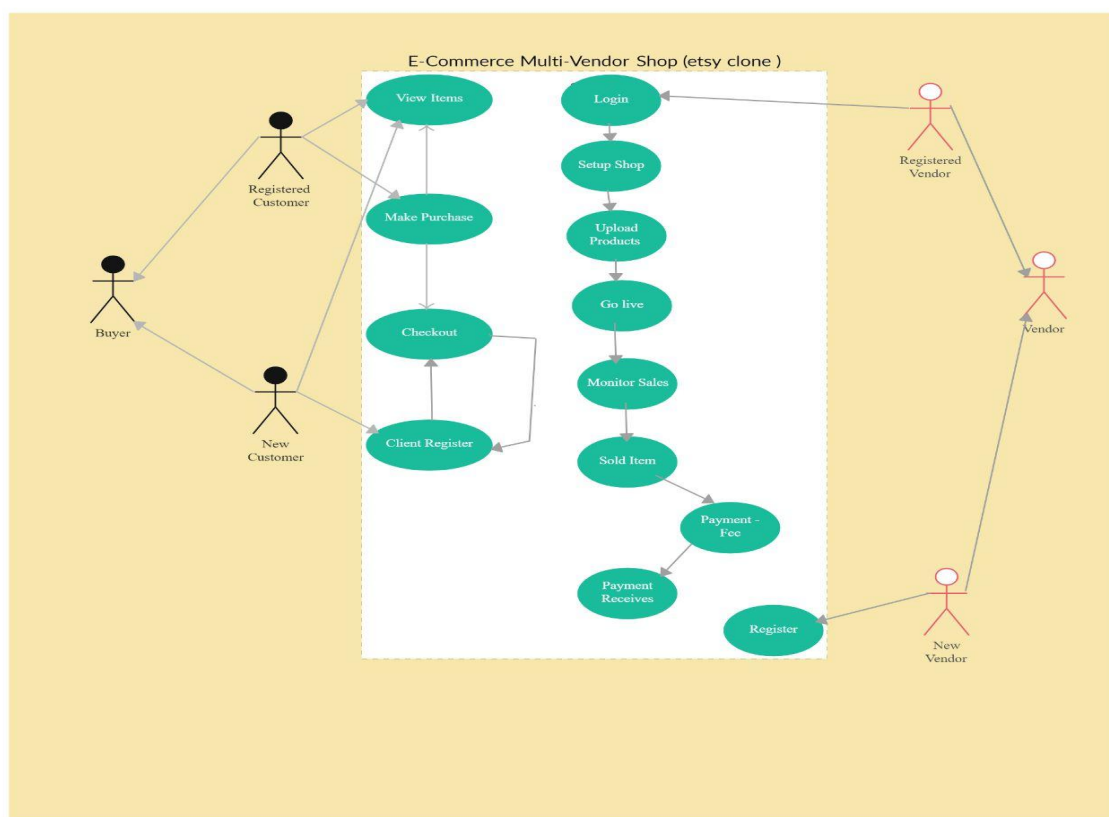 E-Commerce Multi-Vendor Shop (etsy clone )
View Items
Login
Registered
Customer
Setup Shop
Registered
Vendor
Make Purchase
Upload
Products
Buyer
Go live
Vendor
Checkout
Monitor Sales
New
Customer
Client Register
Sold Item
Payment -
Fee
Payment
Receives
Register
New
Vendor